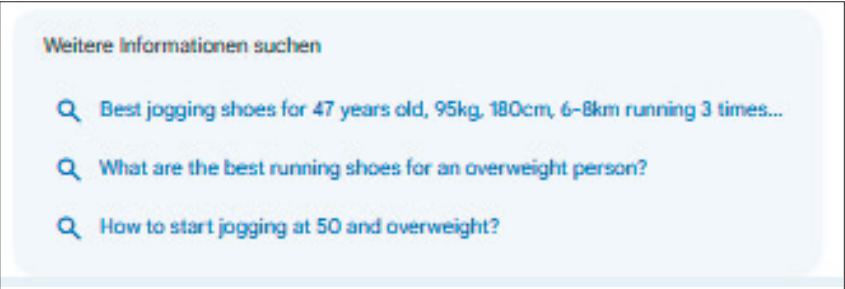 Weitere Informationen suchen
Best jogging shoes for 47 years old, 95kg, 180cm, 6-8km running 3 times...
What are the best running shoes for an overweight person?
How to start jogging at 50 and overweight?